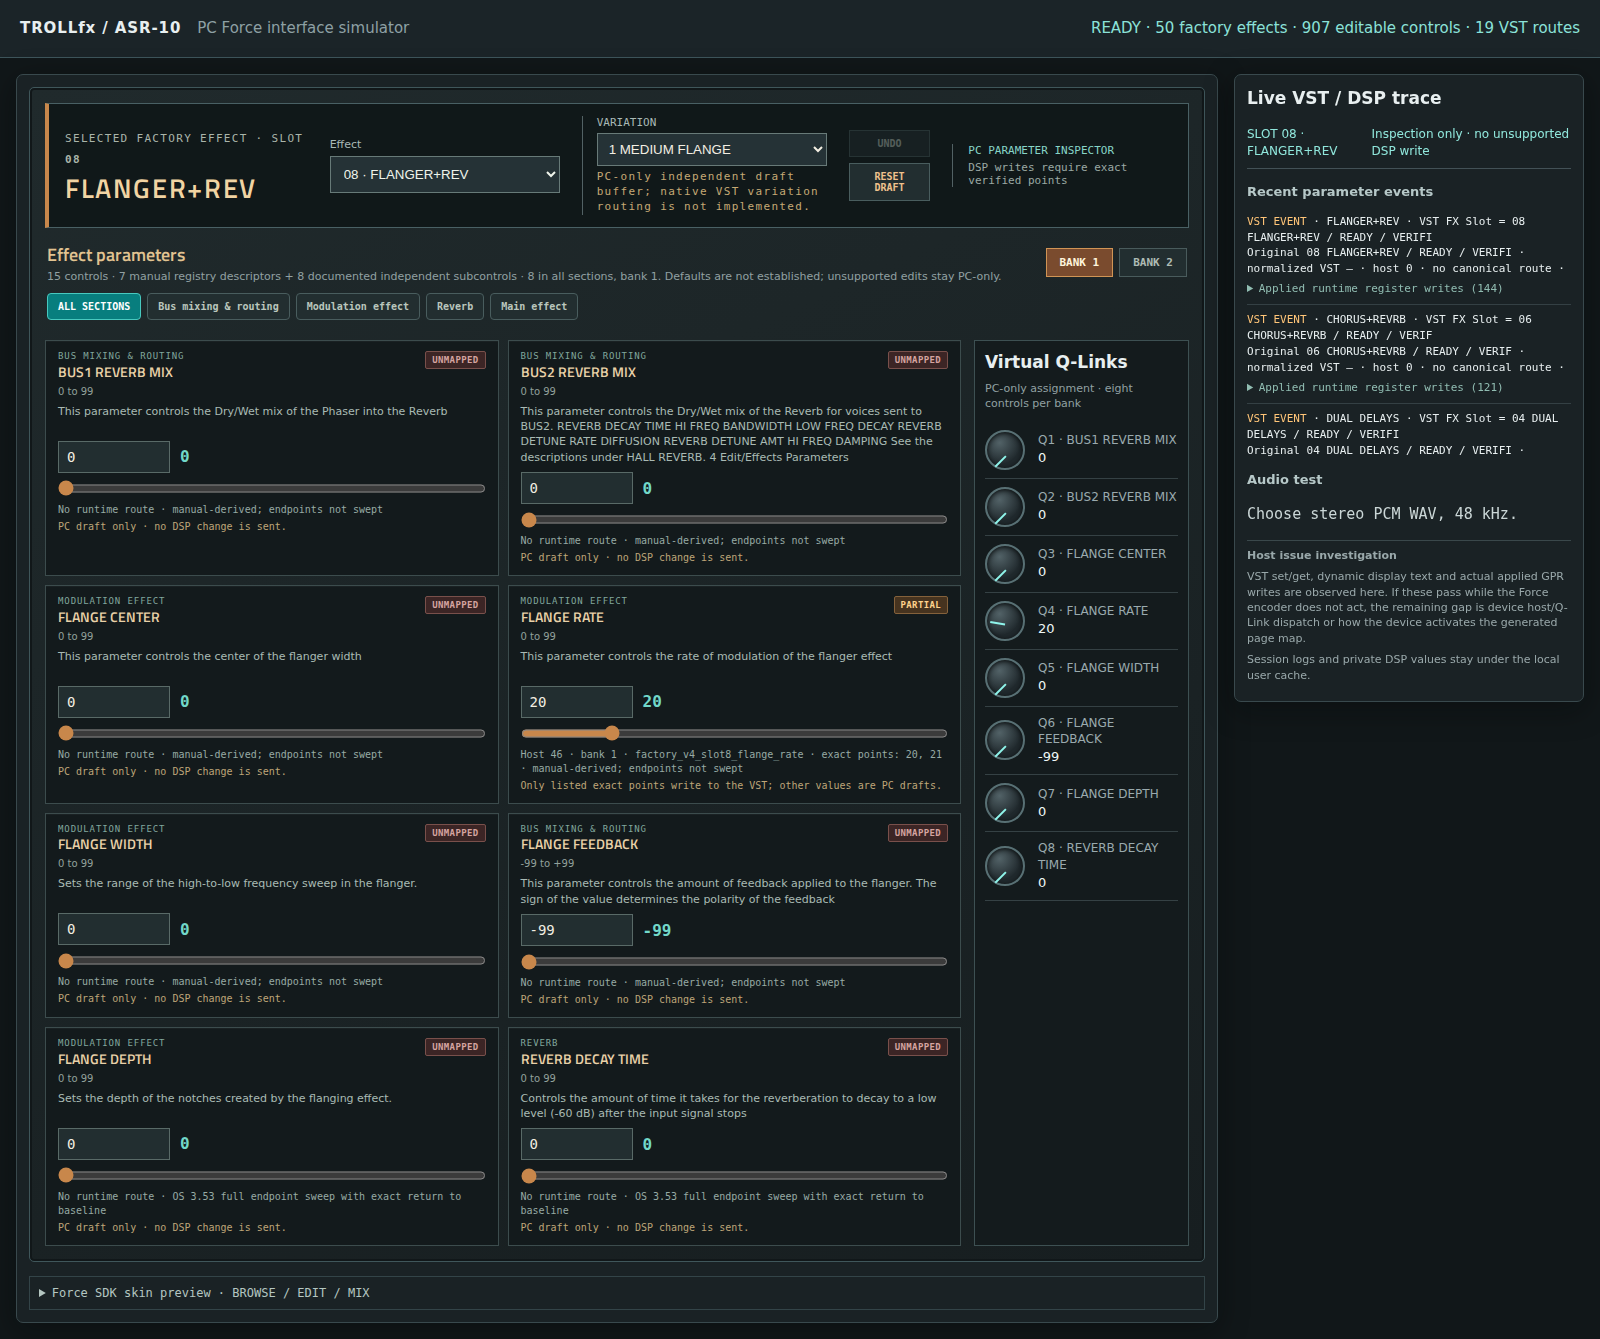 TROLLfx / ASR-10 PC Force interface simulator
READY · 50 factory effects · 907 editable controls · 19 VST routes
SELECTED FACTORY EFFECT · SLOT
08
FLANGER+REV
Effect
08 · FLANGER+REV
VARIATION
1 MEDIUM FLANGE
PC-only independent draft
buffer; native VST variation
routing is not implemented.
UNDO
RESET
DRAFT
PC PARAMETER INSPECTOR
DSP writes require exact
verified points
Effect parameters
15 controls · 7 manual registry descriptors + 8 documented independent subcontrols · 8 in all sections, bank 1. Defaults are not established; unsupported edits stay PC-only.
BANK 1
BANK 2
ALL SECTIONS
Bus mixing & routing
Modulation effect
Reverb
Main effect
BUS MIXING & ROUTING
UNMAPPED
BUS1 REVERB MIX
0 to 99
This parameter controls the Dry/Wet mix of the Phaser into the Reverb
0
0
No runtime route · manual-derived; endpoints not swept
PC draft only · no DSP change is sent.
BUS MIXING & ROUTING
UNMAPPED
BUS2 REVERB MIX
0 to 99
This parameter controls the Dry/Wet mix of the Reverb for voices sent to
BUS2. REVERB DECAY TIME HI FREQ BANDWIDTH LOW FREQ DECAY REVERB
DETUNE RATE DIFFUSION REVERB DETUNE AMT HI FREQ DAMPING See the
descriptions under HALL REVERB. 4 Edit/Effects Parameters
0
0
No runtime route · manual-derived; endpoints not swept
PC draft only · no DSP change is sent.
MODULATION EFFECT
UNMAPPED
FLANGE CENTER
0 to 99
This parameter controls the center of the flanger width
0
0
No runtime route · manual-derived; endpoints not swept
PC draft only · no DSP change is sent.
MODULATION EFFECT
PARTIAL
FLANGE RATE
0 to 99
This parameter controls the rate of modulation of the flanger effect
20
20
Host 46 · bank 1 · factory_v4_slot8_flange_rate · exact points: 20, 21
· manual-derived; endpoints not swept
Only listed exact points write to the VST; other values are PC drafts.
MODULATION EFFECT
UNMAPPED
FLANGE WIDTH
0 to 99
Sets the range of the high-to-low frequency sweep in the flanger.
0
0
No runtime route · manual-derived; endpoints not swept
PC draft only · no DSP change is sent.
BUS MIXING & ROUTING
UNMAPPED
FLANGE FEEDBACK
-99 to +99
This parameter controls the amount of feedback applied to the flanger. The
sign of the value determines the polarity of the feedback
-99
-99
No runtime route · manual-derived; endpoints not swept
PC draft only · no DSP change is sent.
MODULATION EFFECT
UNMAPPED
FLANGE DEPTH
0 to 99
Sets the depth of the notches created by the flanging effect.
0
0
No runtime route · OS 3.53 full endpoint sweep with exact return to
baseline
PC draft only · no DSP change is sent.
REVERB
UNMAPPED
REVERB DECAY TIME
0 to 99
Controls the amount of time it takes for the reverberation to decay to a low
level (-60 dB) after the input signal stops
0
0
No runtime route · OS 3.53 full endpoint sweep with exact return to
baseline
PC draft only · no DSP change is sent.
Virtual Q-Links
PC-only assignment · eight
controls per bank
Q1 · BUS1 REVERB MIX
0
Q2 · BUS2 REVERB MIX
0
Q3 · FLANGE CENTER
0
Q4 · FLANGE RATE
20
Q5 · FLANGE WIDTH
0
Q6 · FLANGE
FEEDBACK
-99
Q7 · FLANGE DEPTH
0
Q8 · REVERB DECAY
TIME
0
Force SDK skin preview · BROWSE / EDIT / MIX
Live VST / DSP trace
SLOT 08 ·
FLANGER+REV
Inspection only · no unsupported
DSP write
Recent parameter events
VST EVENT · FLANGER+REV · VST FX Slot = 08
FLANGER+REV / READY / VERIFI
Original 08 FLANGER+REV / READY / VERIFI ·
normalized VST — · host 0 · no canonical route ·
Applied runtime register writes (144)
VST EVENT · CHORUS+REVRB · VST FX Slot = 06
CHORUS+REVRB / READY / VERIF
Original 06 CHORUS+REVRB / READY / VERIF ·
normalized VST — · host 0 · no canonical route ·
Applied runtime register writes (121)
VST EVENT · DUAL DELAYS · VST FX Slot = 04 DUAL
DELAYS / READY / VERIFI
Original 04 DUAL DELAYS / READY / VERIFI ·
Audio test
Choose stereo PCM WAV, 48 kHz.
Host issue investigation
VST set/get, dynamic display text and actual applied GPR
writes are observed here. If these pass while the Force
encoder does not act, the remaining gap is device host/Q-
Link dispatch or how the device activates the generated
page map.
Session logs and private DSP values stay under the local
user cache.